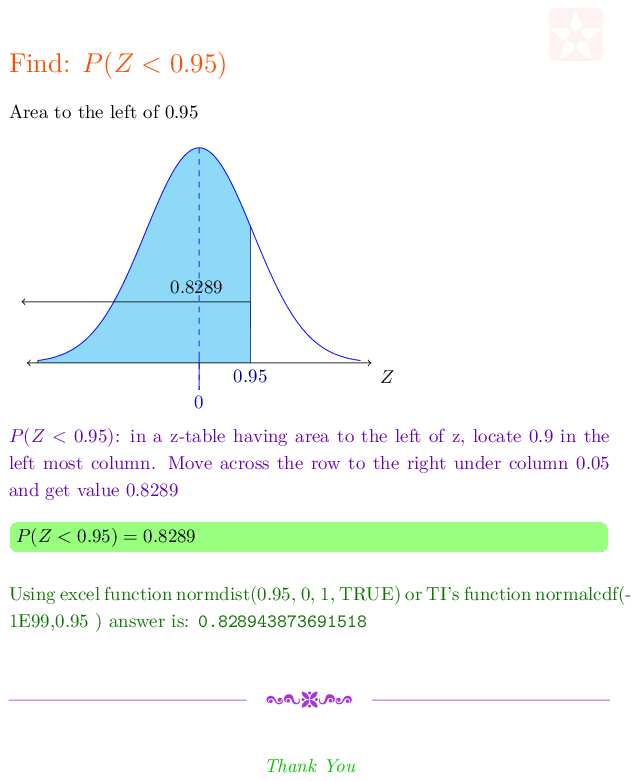 Find: P(Z < 0.95)
Area to the left of 0.95
0.8289
0.95
Z
0
P(Z < 0.95): in a z-table having area to the left of z, locate 0.9 in the
left most column. Move across the row to the right under column 0.05
and get value 0.8289
P(Z < 0.95) = 0.8289
Using excel function normdist(0.95, 0, 1, TRUE) or TI's function normalcdf(-
1E99,0.95 ) answer is: 0.828943873691518
Thank You